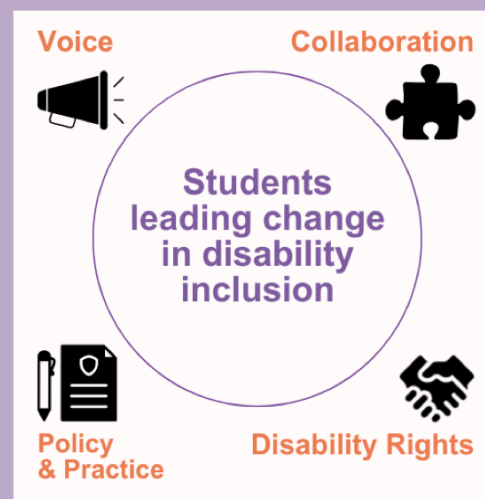 Voice
Collaboration
Students
leading change
in disability
inclusion
Policy
& Practice
Disability Rights